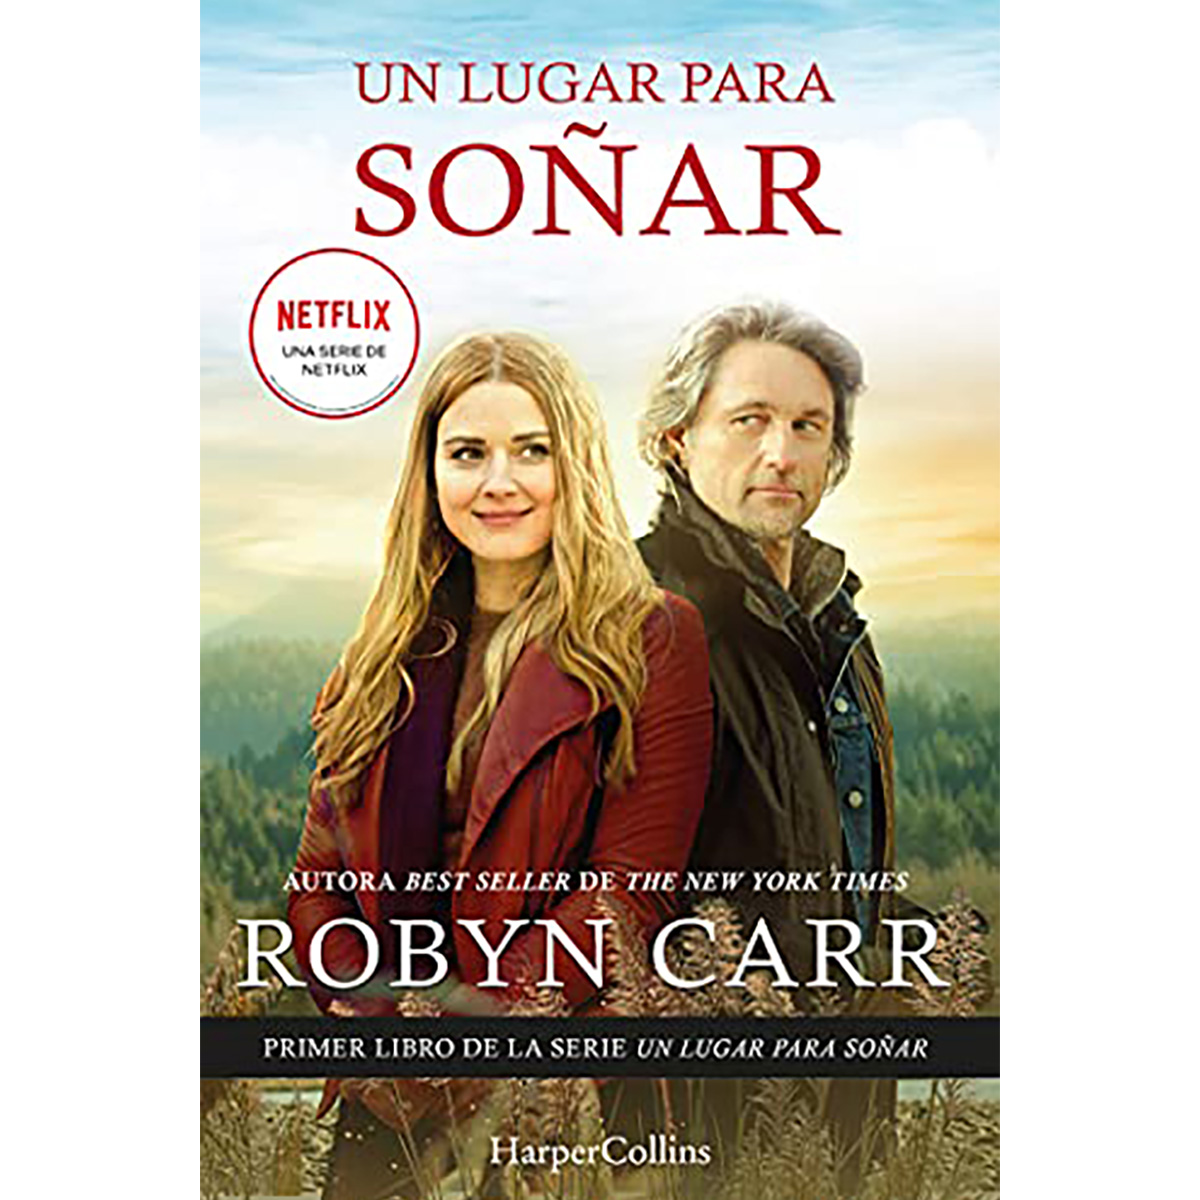 UN LUGAR PARA
SOÑAR
NETFLIX
UNA SERIE DE
NETFLIX
AUTORA BEST SELLER DE THE NEW YORK TIMES
ROBYN CARR
PRIMER LIBRO DE LA SERIE UN LUGAR PARA SOÑAR
HarperCollins